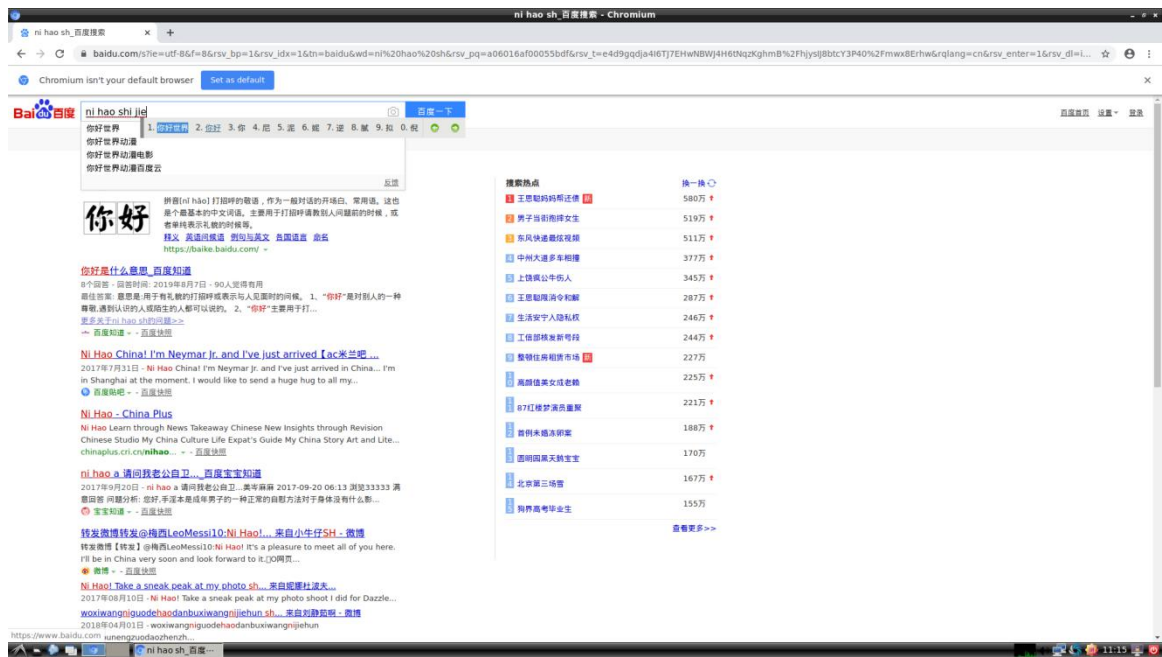 ni hao sh_百度搜索 - Chromium
ni hao sh_百度搜索 × +
baidu.com/s?ie=utf-8&f=8&rsv_bp=1&rsv_idx=1&tn=baidu&wd=ni%20hao%20sh&rsv_pq=a06016af00055bdf&rsv_t=e4d9gqdja4I6TJ7EHwNBWJ4H6tNqzKghmB%2Fhjyslj8btcY3P40%2Fmwx8Erhw&rqlang=cn&rsv_enter=1&rsv_dl=i...
Chromium isn't your default browser Set as default
Bai du 百度 ni hao shi jie 百度一下 百度首页 设置 登录
你好世界 1.你好世界 2.你好 3.你 4.尼 5.泥 6.妮 7.逆 8.腻 9.拟 0.倪
你好世界动漫
你好世界动漫电影
你好世界动漫百度云
反馈
拼音[nǐ hǎo] 打招呼的敬语，作为一般对话的开场白、常用语。这也
你好 是个最基本的中文词语。主要用于打招呼请教别人问题前的时候，或
者单纯表示礼貌的问候等。
释义 英语问候语 例句与英文 各国语言 命名
https://baike.baidu.com/
你好是什么意思_百度知道
8个回答 - 回答时间: 2019年8月7日 - 90人觉得有用
最佳答案: 意思是:用于有礼貌的打招呼或表示与人见面时的问候。 1、“你好”是对别人的一种
尊敬,遇到认识的人或陌生的人都可以说的。 2、“你好”主要用于打...
更多关于ni hao sh的问题>>
百度知道 - 百度快照
Ni Hao China! I'm Neymar Jr. and I've just arrived【ac米兰吧 ...
2017年7月31日 - Ni Hao China! I'm Neymar Jr. and I've just arrived in China... I'm
in Shanghai at the moment. I would like to send a huge hug to all my...
百度贴吧 - 百度快照
Ni Hao - China Plus
Ni Hao Learn through News Takeaway Chinese New Insights through Revision
Chinese Studio My China Culture Life Expat's Guide My China Story Art and Lite...
chinaplus.cri.cn/nihao... - 百度快照
ni hao a 请问我老公自卫..._百度宝宝知道
2017年9月20日 - ni hao a 请问我老公自卫...美岑麻麻 2017-09-20 06:13 浏览33333 满
意回答 问题分析: 您好,手淫本是成年男子的一种正常的自慰方法对于身体没有什么影...
宝宝知道 - 百度快照
转发微博转发@梅西LeoMessi10:Ni Hao!... 来自小牛仔SH - 微博
转发微博【转发】@梅西LeoMessi10:Ni Hao! It's a pleasure to meet all of you here.
I'll be in China very soon and look forward to it.O网页...
微博 - 百度快照
Ni Hao! Take a sneak peak at my photo sh... 来自妮娜杜波夫...
2017年08月10日 - Ni Hao! Take a sneak peak at my photo shoot I did for Dazzle...
woxiwangniguodehaodanbuxiwangnijiehun sh... 来自刘静茹啊 - 微博
2018年04月01日 - woxiwangniguodehaodanbuxiwangnijiehun
unengzuodaozhenzh...
搜索热点 换一换
1 王思聪妈妈帮还债 新 580万
2 男子当街抱摔女生 519万
3 东风快递最炫视频 511万
4 中州大道多车相撞 377万
5 上饶疯公牛伤人 345万
6 王思聪限消令和解 287万
7 生活安宁入隐私权 246万
8 工信部核发新号段 244万
9 整顿住房租赁市场 新 227万
10 高颜值美女成老赖 225万
11 87红楼梦演员重聚 221万
12 首例未婚冻卵案 188万
13 圆明园黑天鹅宝宝 170万
14 北京第三场雪 167万
15 狗界高考毕业生 155万
查看更多>>
https://www.baidu.com
ni hao sh_百度··· 11:15